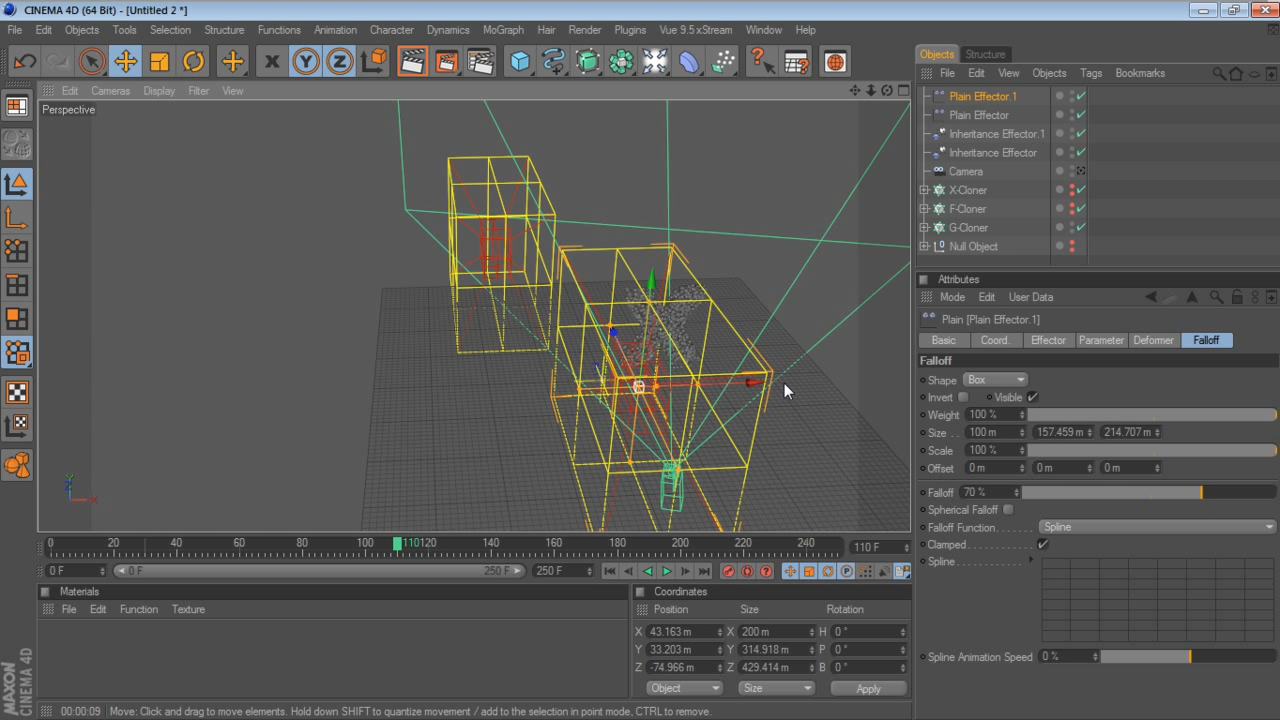 CINEMA 4D (64 Bit) - [Untitled 2 *]
File Edit Objects Tools Selection Structure Functions Animation Character Dynamics MoGraph Hair Render Plugins Vue 9.5 xStream Window Help
X Y Z
Objects Structure
File Edit View Objects Tags Bookmarks
Edit Cameras Display Filter View
Perspective
Plain Effector.1
Plain Effector
Inheritance Effector.1
Inheritance Effector
Camera
X-Cloner
F-Cloner
G-Cloner
Null Object
Attributes
Mode Edit User Data
Plain [Plain Effector.1]
Basic Coord. Effector Parameter Deformer Falloff
Falloff
Shape Box
Invert Visible
Weight 100 %
Size . . 100 m 157.459 m 214.707 m
Scale 100 %
Offset 0 m 0 m 0 m
Falloff 70 %
Spherical Falloff
Falloff Function . . . . . . Spline
Clamped . . . . . . . . . . . .
Spline . . . . . . . . . . . . . .
Spline Animation Speed 0 %
0 20 40 60 80 100 110 120 140 160 180 200 220 240 110 F
0 F 0 F 250 F 250 F
Materials
File Edit Function Texture
Coordinates
Position Size Rotation
X 43.163 m X 200 m H 0 °
Y 33.203 m Y 314.918 m P 0 °
Z -74.966 m Z 429.414 m B 0 °
Object Size Apply
MAXON
CINEMA 4D
00:00:09 Move: Click and drag to move elements. Hold down SHIFT to quantize movement / add to the selection in point mode, CTRL to remove.